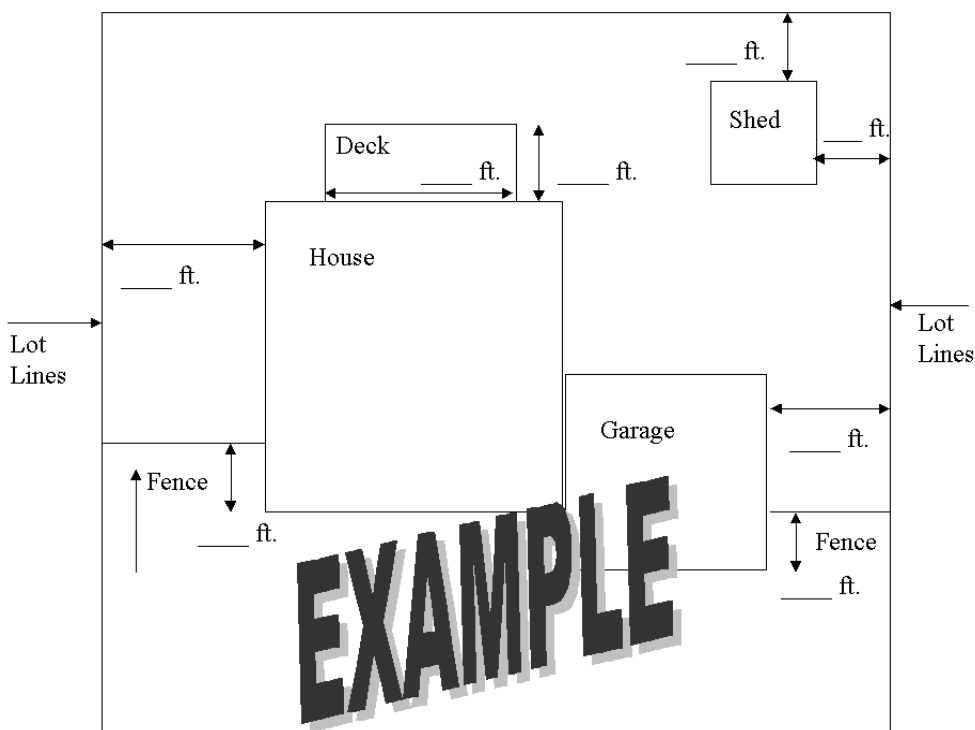 ____ ft.
Shed
___ ft.
Deck
____ ft.
____ ft.
House
____ ft.
Lot
Lines
Lot
Lines
Garage
____ ft.
Fence
____ ft.
Fence
____ ft.
EXAMPLE